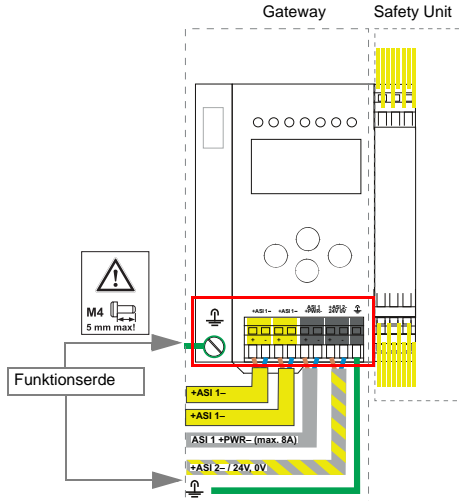 Gateway
Safety Unit
M4
5 mm max!
+ASI 1–
+ASI 1–
ASI 1
+PWR-
+ASI 2-
24V 0V
+ - + - + - + -
Funktionserde
+ASI 1–
+ASI 1–
ASI 1 +PWR– (max. 8A)
+ASI 2– / 24V, 0V